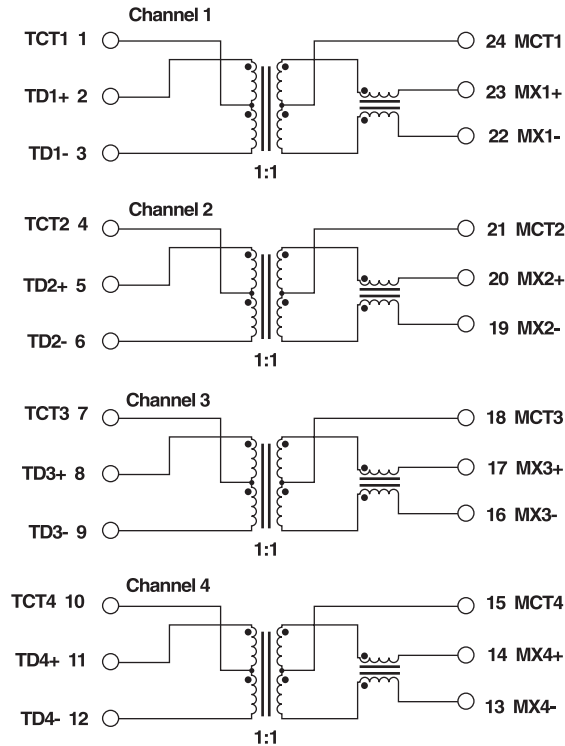 Channel 1
TCT1 1
24 MCT1
TD1+ 2
23 MX1+
22 MX1-
TD1- 3
1:1
Channel 2
TCT2 4
21 MCT2
TD2+ 5
20 MX2+
19 MX2-
TD2- 6
1:1
Channel 3
TCT3 7
18 MCT3
TD3+ 8
17 MX3+
16 MX3-
TD3- 9
1:1
Channel 4
TCT4 10
15 MCT4
TD4+ 11
14 MX4+
13 MX4-
TD4- 12
1:1